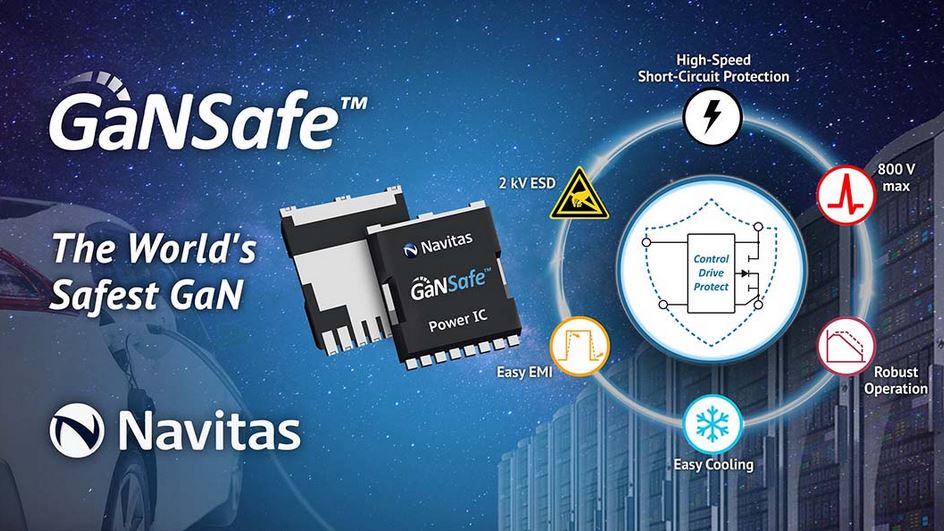 GaNSafe™
The World's
Safest GaN
Navitas
Navitas
GaNSafe™
Power IC
High-Speed
Short-Circuit Protection
2 kV ESD
800 V
max
Control
Drive
Protect
Easy EMI
Robust
Operation
Easy Cooling